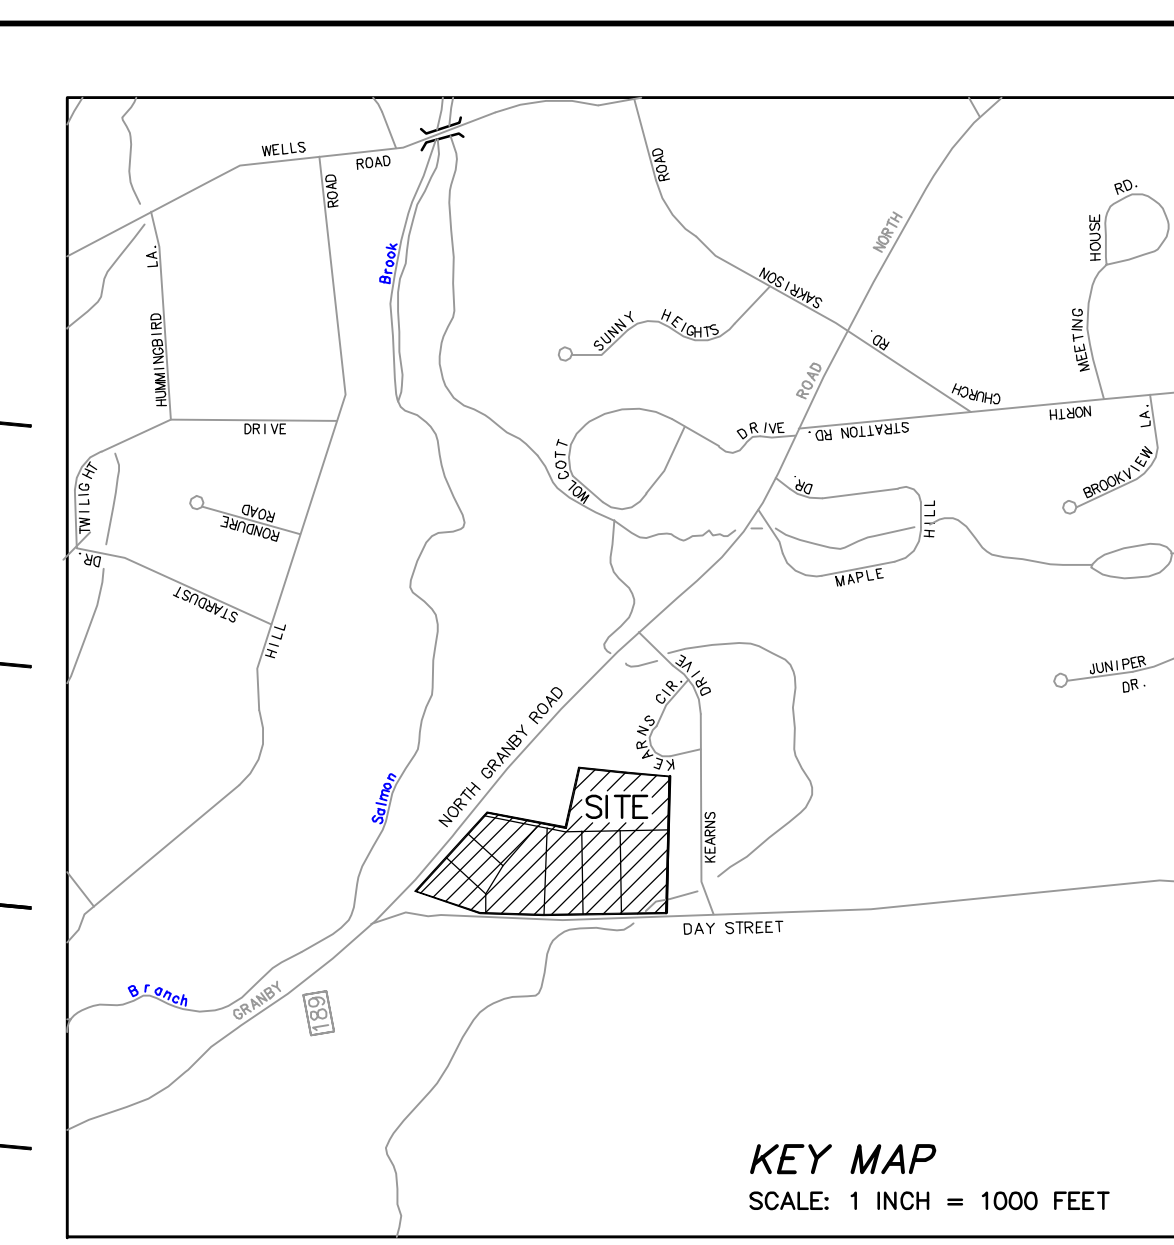 WELLS
ROAD
ROAD
ROAD
RD.
LA.
Brook
NORTH
HOUSE
SAKRISON
HUMMINGBIRD
SUNNY
HEIGHTS
RD.
MEETING
ROAD
CHURCH
DRIVE
DRIVE
STRATTON RD.
NORTH
LA.
WOLCOTT
TWILIGHT
DR.
BROOKVIEW
RONDURE
ROAD
HILL
DR.
MAPLE
STARDUST
HILL
DRIVE
JUNIPER
DR.
KEARNS CIR.
NORTH GRANBY ROAD
Salmon
SITE
KEARNS
DAY STREET
Branch
GRANBY
189
KEY MAP
SCALE: 1 INCH = 1000 FEET